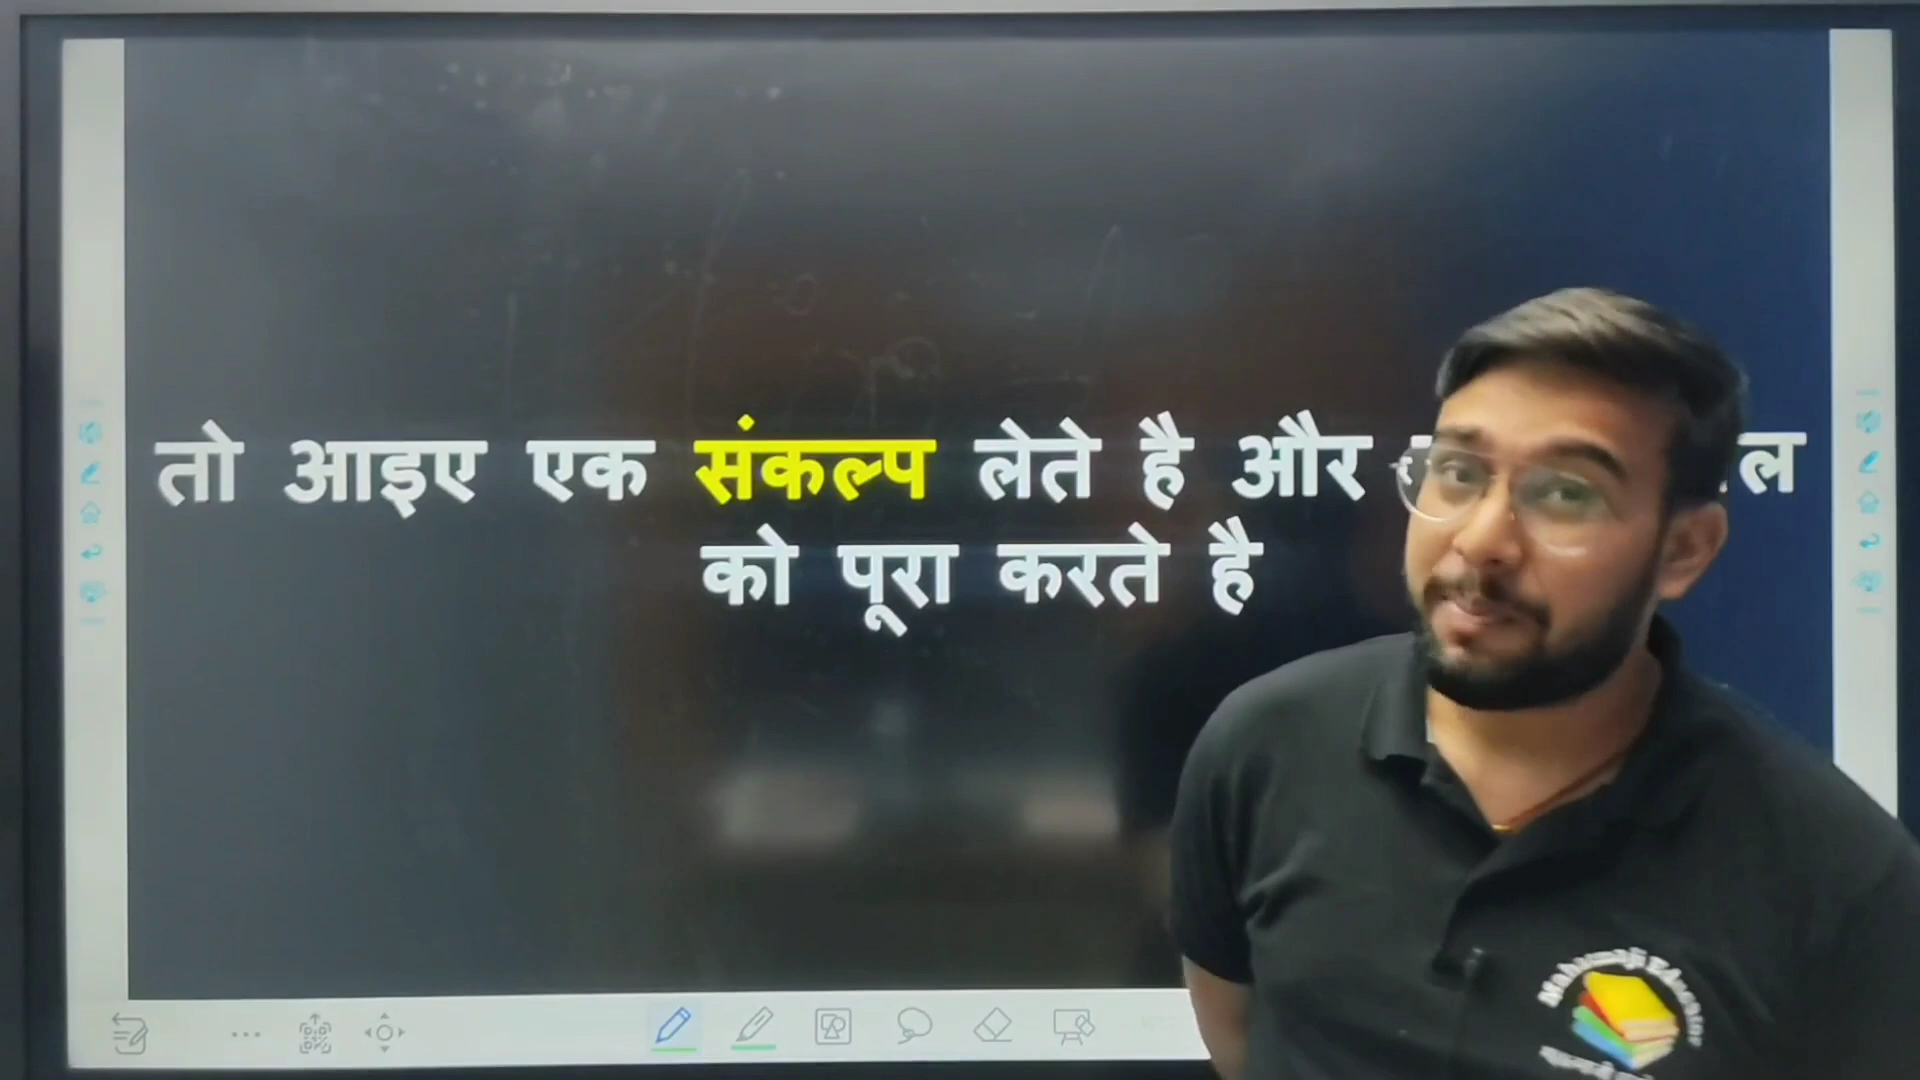 तो आइए एक संकल्प लेते है और
को पूरा करते है